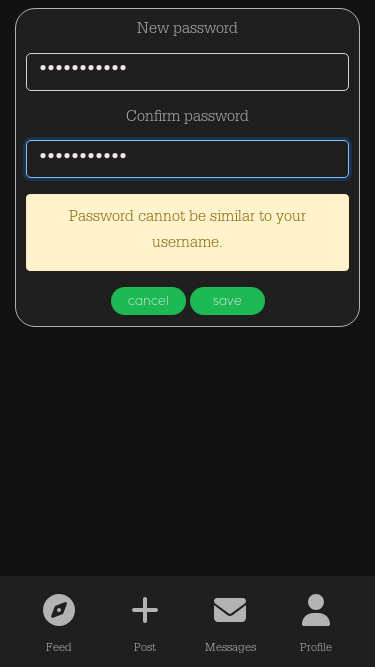 New password
•••••••••••
Confirm password
•••••••••••
Password cannot be similar to your
username.
cancel save
Feed Post Messages Profile